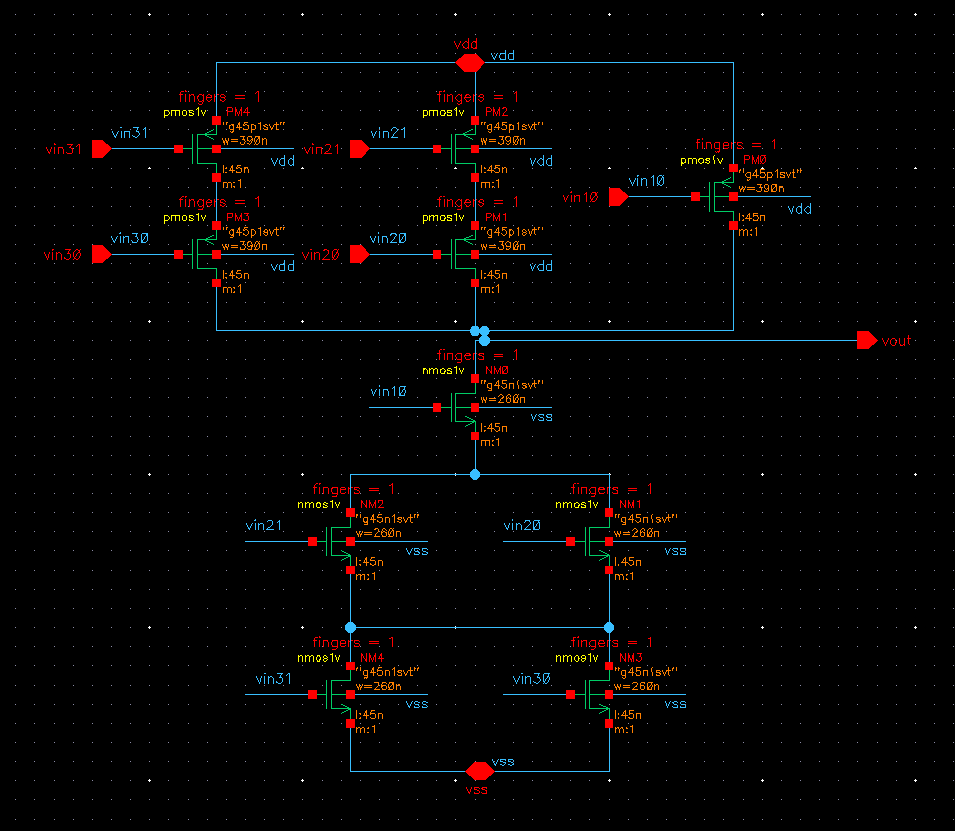 vdd
vdd
fingers = 1
pmos1v
PM4
"g45p1svt"
w=390n
vin31
vin31
vdd
l:45n
m:1
fingers = 1
pmos1v
PM2
"g45p1svt"
w=390n
vin21
vin21
vdd
l:45n
m:1
fingers = 1
pmos1v
PM0
"g45p1svt"
w=390n
vin10
vin10
vdd
l:45n
m:1
fingers = 1
pmos1v
PM3
"g45p1svt"
w=390n
vin30
vin30
vdd
l:45n
m:1
fingers = 1
pmos1v
PM1
"g45p1svt"
w=390n
vin20
vin20
vdd
l:45n
m:1
vout
fingers = 1
nmos1v
NM0
"g45n1svt"
w=260n
vin10
vss
l:45n
m:1
fingers = 1
nmos1v
NM2
"g45n1svt"
w=260n
vin21
vss
l:45n
m:1
fingers = 1
nmos1v
NM1
"g45n1svt"
w=260n
vin20
vss
l:45n
m:1
fingers = 1
nmos1v
NM4
"g45n1svt"
w=260n
vin31
vss
l:45n
m:1
fingers = 1
nmos1v
NM3
"g45n1svt"
w=260n
vin30
vss
l:45n
m:1
vss
vss